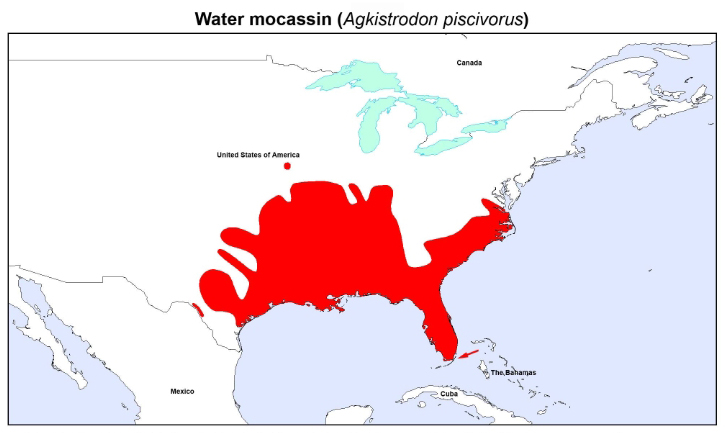 Water mocassin (Agkistrodon piscivorus)
Canada
United States of America
The Bahamas
Mexico
Cuba